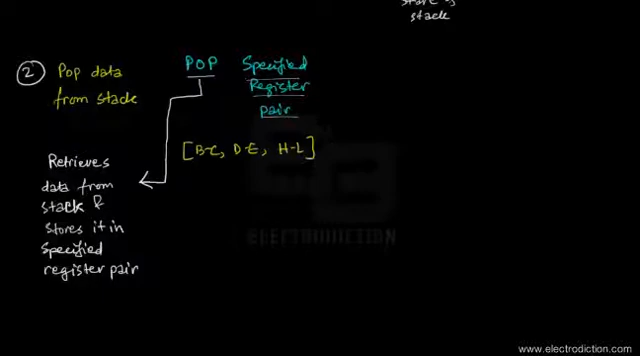 stack
② Pop data from stack
POP Specified
Register
pair
[B-C, D-E, H-L]
Retrieves
data from
stack &
stores it in
specified
register pair
ELECTRODICTION
www.electrodiction.com